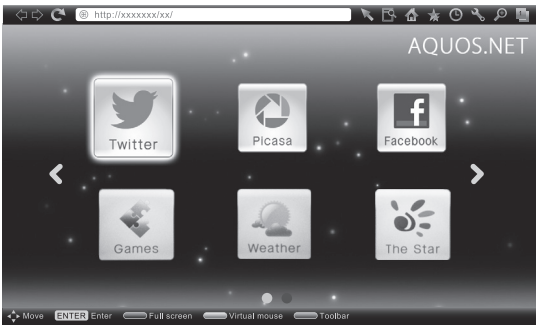 http://xxxxxxx/xx/
AQUOS.NET
Twitter
Picasa
Facebook
Games
Weather
The Star
Move ENTER Enter Full screen Virtual mouse Toolbar